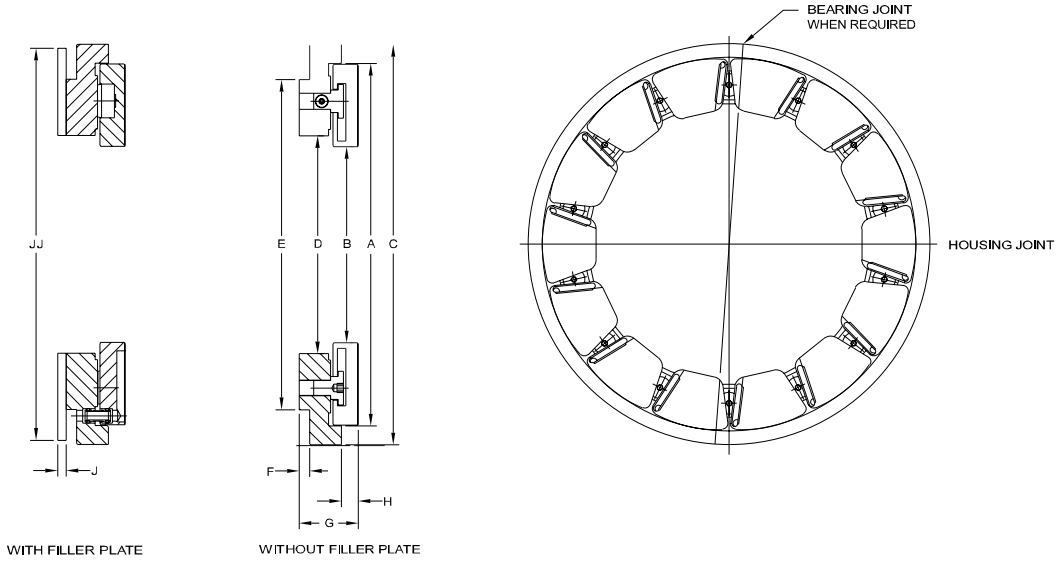 BEARING JOINT
WHEN REQUIRED
JJ
E
D
B
A
C
HOUSING JOINT
F
J
H
G
WITH FILLER PLATE
WITHOUT FILLER PLATE